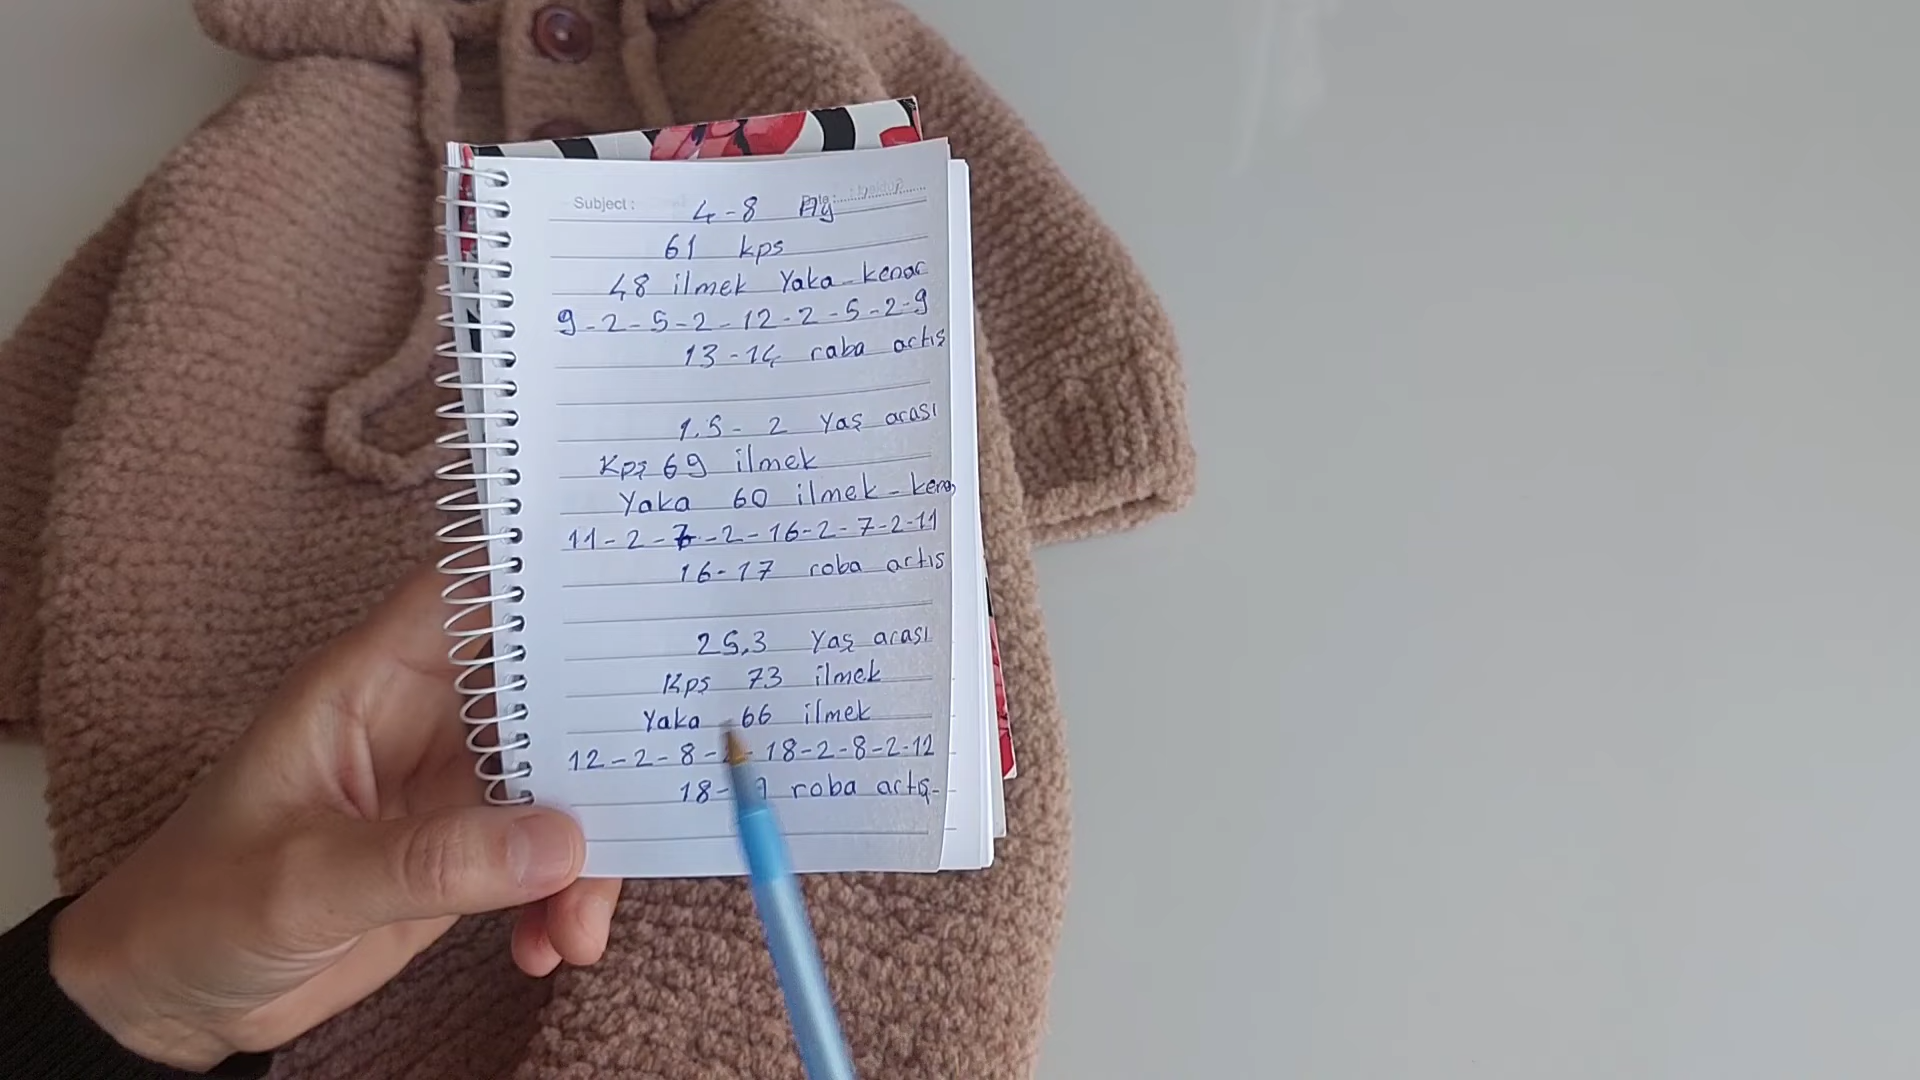 Subject :
4-8 Ay
61 kps
48 ilmek Yaka-kenar
9-2-5-2-12-2-5-2-9
13-14 roba artış
1.5-2 Yaş arası
Kpş 69 ilmek
Yaka 60 ilmek-kenar
11-2-7-2-16-2-7-2-11
16-17 roba artıs
25.3 Yaş arası
Kpş 73 ilmek
Yaka 66 ilmek
12-2-8-2-18-2-8-2-12
18- roba artış-